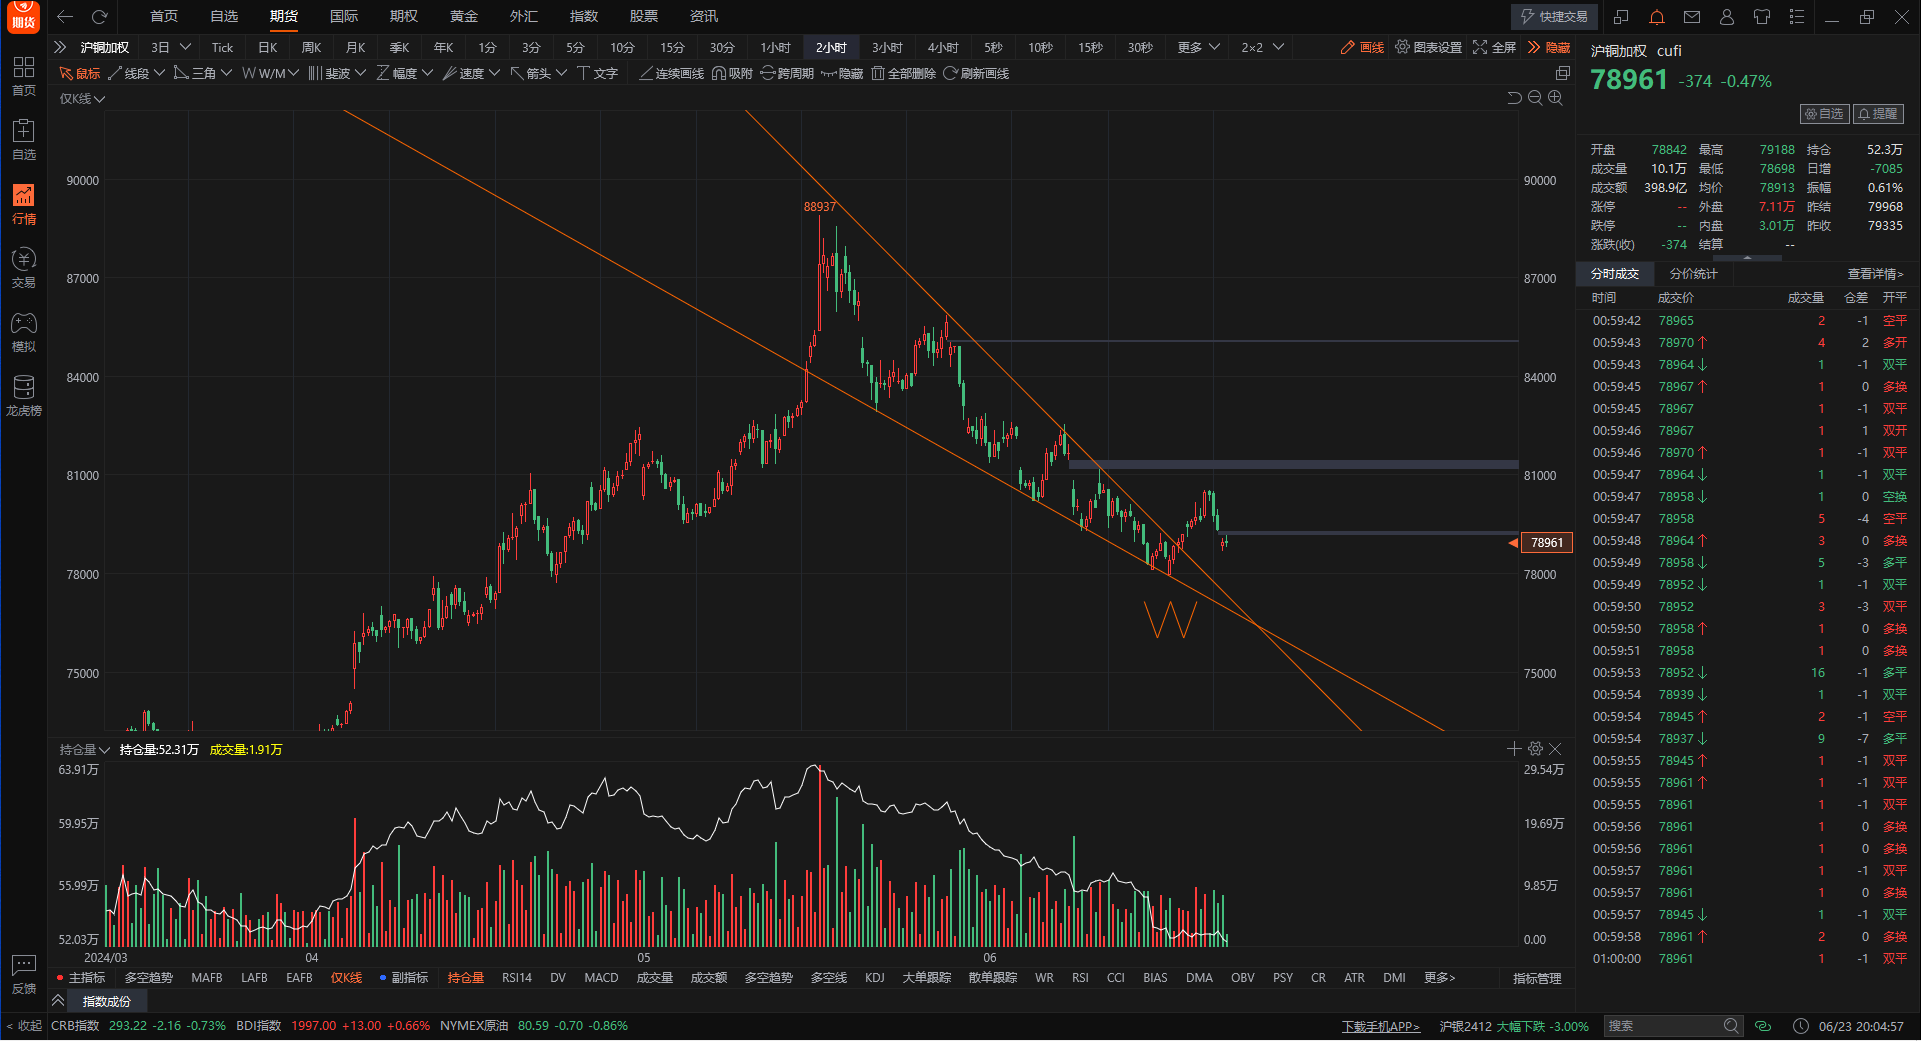 期货
首页 自选 期货 国际 期权 黄金 外汇 指数 股票 资讯
快捷交易
沪铜加权 3日 Tick 日K 周K 月K 季K 年K 1分 3分 5分 10分 15分 30分 1小时 2小时 3小时 4小时 5秒 10秒 15秒 30秒 更多 2×2 画线 图表设置 全屏 隐藏
鼠标 线段 三角 W/M 斐波 幅度 速度 箭头 文字 连续画线 吸附 跨周期 隐藏 全部删除 刷新画线
仅K线
首页
自选
行情
交易
模拟
龙虎榜
反馈
< 收起
90000 90000
88937
87000 87000
84000 84000
81000 81000
78961
78000 78000
75000 75000
持仓量 持仓量:52.31万 成交量:1.91万
63.91万 29.54万
59.95万 19.69万
55.99万 9.85万
52.03万 0.00
2024/03 04 05 06
主指标 多空趋势 MAFB LAFB EAFB 仅K线 副指标 持仓量 RSI14 DV MACD 成交量 成交额 多空趋势 多空线 KDJ 大单跟踪 散单跟踪 WR RSI CCI BIAS DMA OBV PSY CR ATR DMI 更多> 指标管理
指数成份
CRB指数 293.22 -2.16 -0.73% BDI指数 1997.00 +13.00 +0.66% NYMEX原油 80.59 -0.70 -0.86%
下载手机APP> 沪银2412 大幅下跌 -3.00% 搜索 06/23 20:04:57
沪铜加权 cufi
78961 -374 -0.47%
自选 提醒
开盘 78842 最高 79188 持仓 52.3万
成交量 10.1万 最低 78698 日增 -7085
成交额 398.9亿 均价 78913 振幅 0.61%
涨停 -- 外盘 7.11万 昨结 79968
跌停 -- 内盘 3.01万 昨收 79335
涨跌(收) -374 结算 --
分时成交 分价统计 查看详情>
时间 成交价 成交量 仓差 开平
00:59:42 78965 2 -1 空平
00:59:43 78970↑ 4 2 多开
00:59:43 78964↓ 1 -1 双平
00:59:45 78967↑ 1 0 多换
00:59:45 78967 1 -1 双平
00:59:46 78967 1 1 双开
00:59:46 78970↑ 1 -1 双平
00:59:47 78964↓ 1 -1 双平
00:59:47 78958↓ 1 0 空换
00:59:47 78958 5 -4 空平
00:59:48 78964↑ 3 0 多换
00:59:49 78958↓ 5 -3 多平
00:59:49 78952↓ 1 -1 双平
00:59:50 78952 3 -3 双平
00:59:50 78958↑ 1 0 多换
00:59:51 78958 1 0 多换
00:59:53 78952↓ 16 -1 多平
00:59:54 78939↓ 1 -1 双平
00:59:54 78945↑ 2 -1 空平
00:59:54 78937↓ 9 -7 多平
00:59:55 78945↑ 1 -1 双平
00:59:55 78961↑ 1 -1 双平
00:59:55 78961 1 -1 双平
00:59:56 78961 1 0 多换
00:59:56 78961 1 0 多换
00:59:57 78961 1 -1 双平
00:59:57 78961 1 0 多换
00:59:57 78945↓ 1 -1 双平
00:59:58 78961↑ 2 0 多换
01:00:00 78961 1 -1 双平